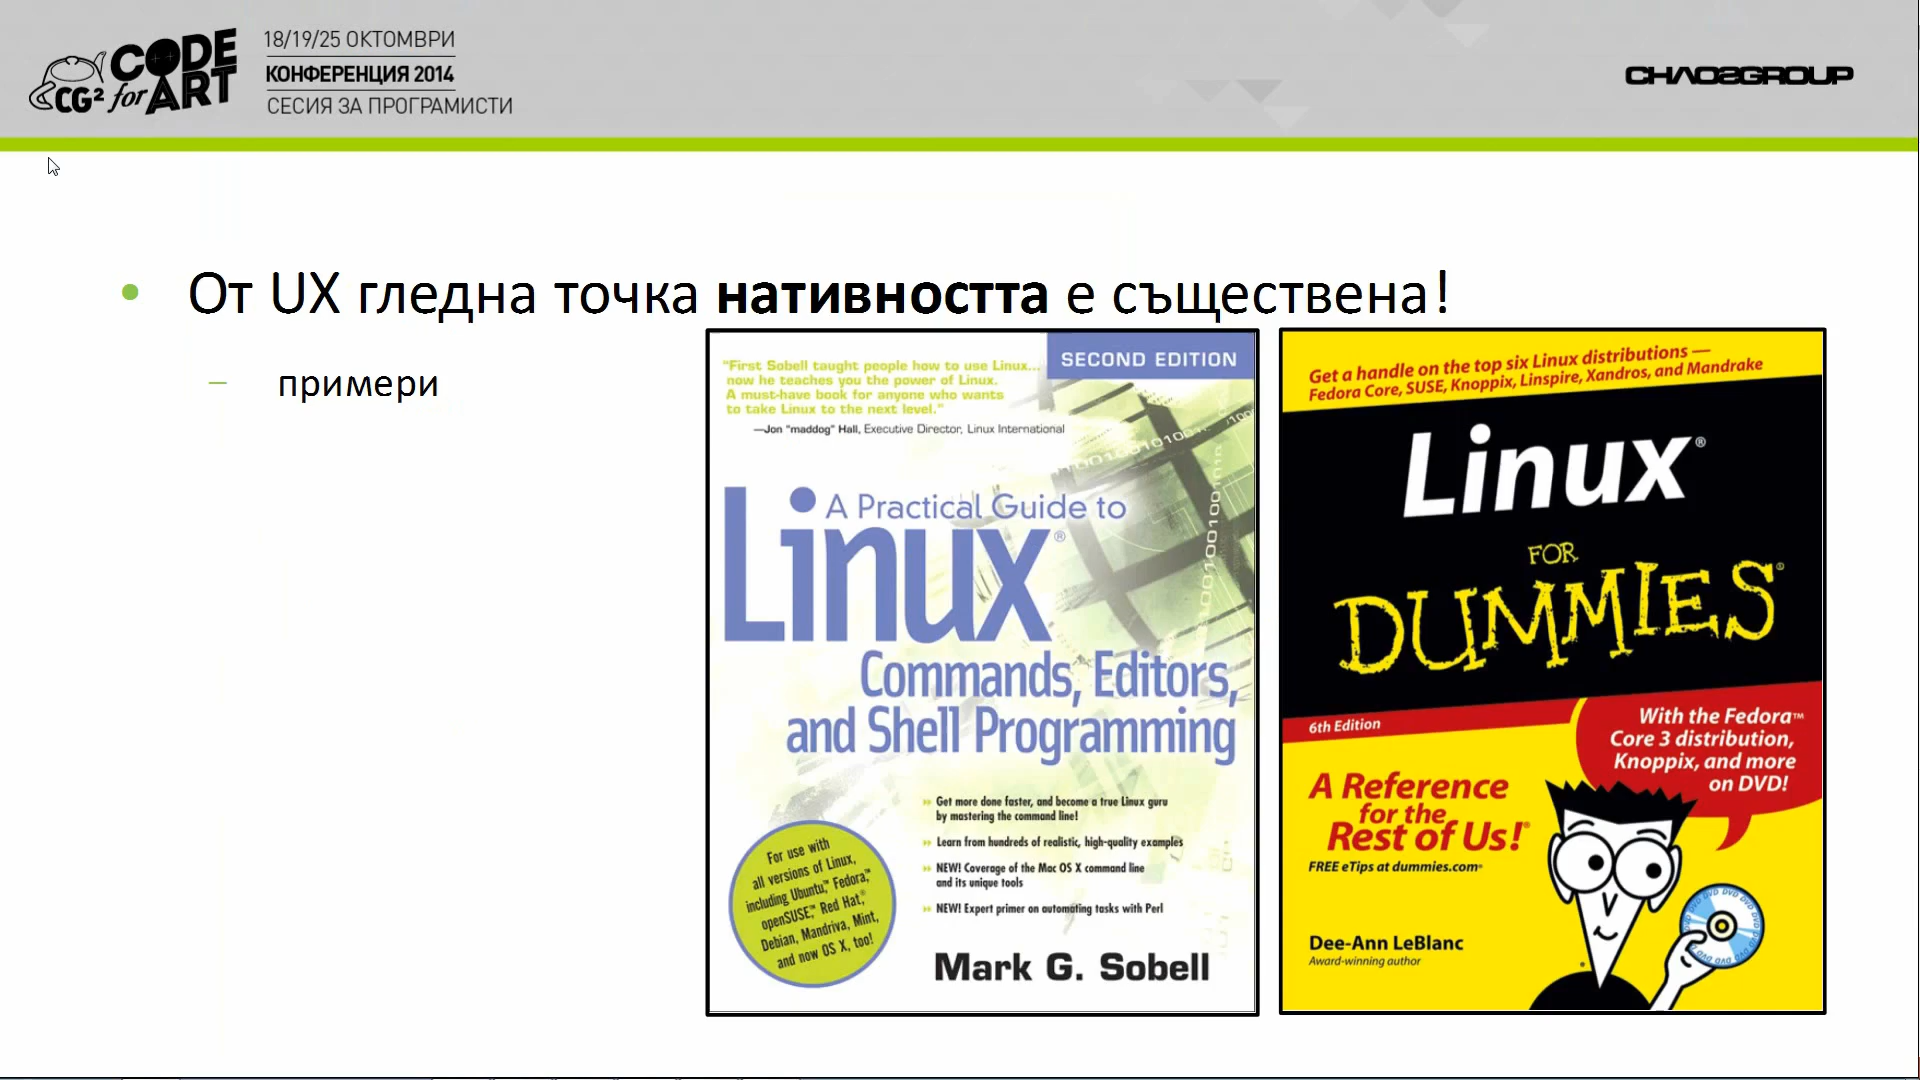 CODE
for ART
CG²
18/19/25 ОКТОМВРИ
КОНФЕРЕНЦИЯ 2014
СЕСИЯ ЗА ПРОГРАМИСТИ
CHAOSGROUP
• От UX гледна точка нативността е съществена!
– примери
SECOND EDITION
"First Sobell taught people how to use Linux...
now he teaches you the power of Linux.
A must-have book for anyone who wants
to take Linux to the next level."
—Jon "maddog" Hall, Executive Director, Linux International
A Practical Guide to
Linux®
Commands, Editors,
and Shell Programming
Get more done faster, and become a true Linux guru
by mastering the command line!
Learn from hundreds of realistic, high-quality examples
NEW! Coverage of the Mac OS X command line
and its unique tools
NEW! Expert primer on automating tasks with Perl
For use with
all versions of Linux,
including Ubuntu,™ Fedora,™
openSUSE,™ Red Hat,®
Debian, Mandriva, Mint,
and now OS X, too!
Mark G. Sobell
Get a handle on the top six Linux distributions —
Fedora Core, SUSE, Knoppix, Linspire, Xandros, and Mandrake
Linux®
FOR
DUMMIES®
6th Edition
With the Fedora™
Core 3 distribution,
Knoppix, and more
on DVD!
A Reference
for the
Rest of Us!®
FREE eTips at dummies.com®
Dee-Ann LeBlanc
Award-winning author